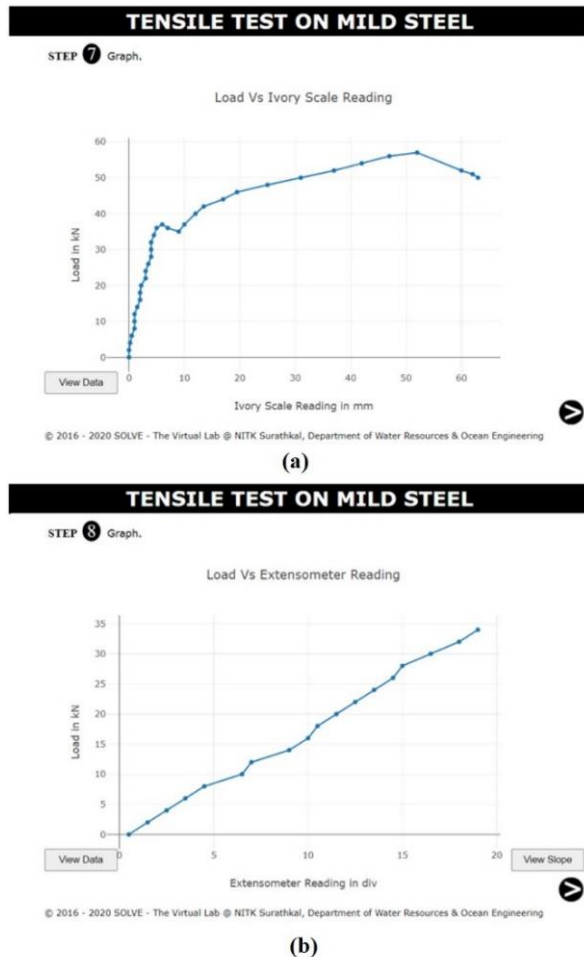 TENSILE TEST ON MILD STEEL
STEP 7 Graph.
Load Vs Ivory Scale Reading
60
50
40
30
20
10
0
Load in kN
0 10 20 30 40 50 60
View Data
Ivory Scale Reading in mm
© 2016 - 2020 SOLVE - The Virtual Lab @ NITK Surathkal, Department of Water Resources & Ocean Engineering
(a)
TENSILE TEST ON MILD STEEL
STEP 8 Graph.
Load Vs Extensometer Reading
35
30
25
20
15
10
5
0
Load in kN
0 5 10 15 20
View Data
View Slope
Extensometer Reading in div
© 2016 - 2020 SOLVE - The Virtual Lab @ NITK Surathkal, Department of Water Resources & Ocean Engineering
(b)